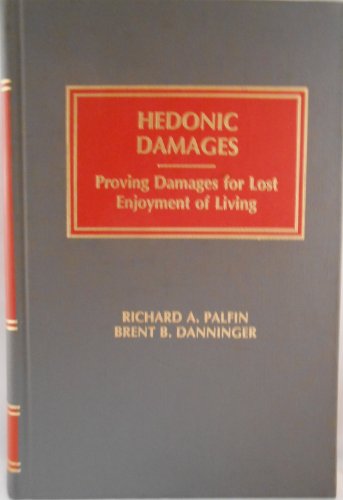 HEDONIC
DAMAGES
Proving Damages for Lost
Enjoyment of Living
RICHARD A. PALFIN
BRENT B. DANNINGER